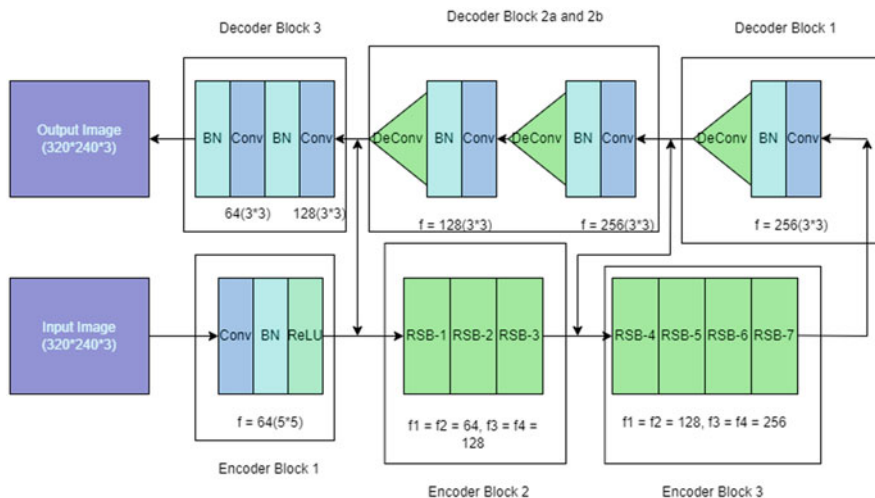 Decoder Block 3
Decoder Block 2a and 2b
Decoder Block 1
Output Image
(320*240*3)
BN
Conv
BN
Conv
DeConv
BN
Conv
DeConv
BN
Conv
DeConv
BN
Conv
64(3*3)
128(3*3)
f = 128(3*3)
f = 256(3*3)
f = 256(3*3)
Input Image
(320*240*3)
Conv
BN
ReLU
RSB-1
RSB-2
RSB-3
RSB-4
RSB-5
RSB-6
RSB-7
f = 64(5*5)
f1 = f2 = 64, f3 = f4 =
128
f1 = f2 = 128, f3 = f4 = 256
Encoder Block 1
Encoder Block 2
Encoder Block 3